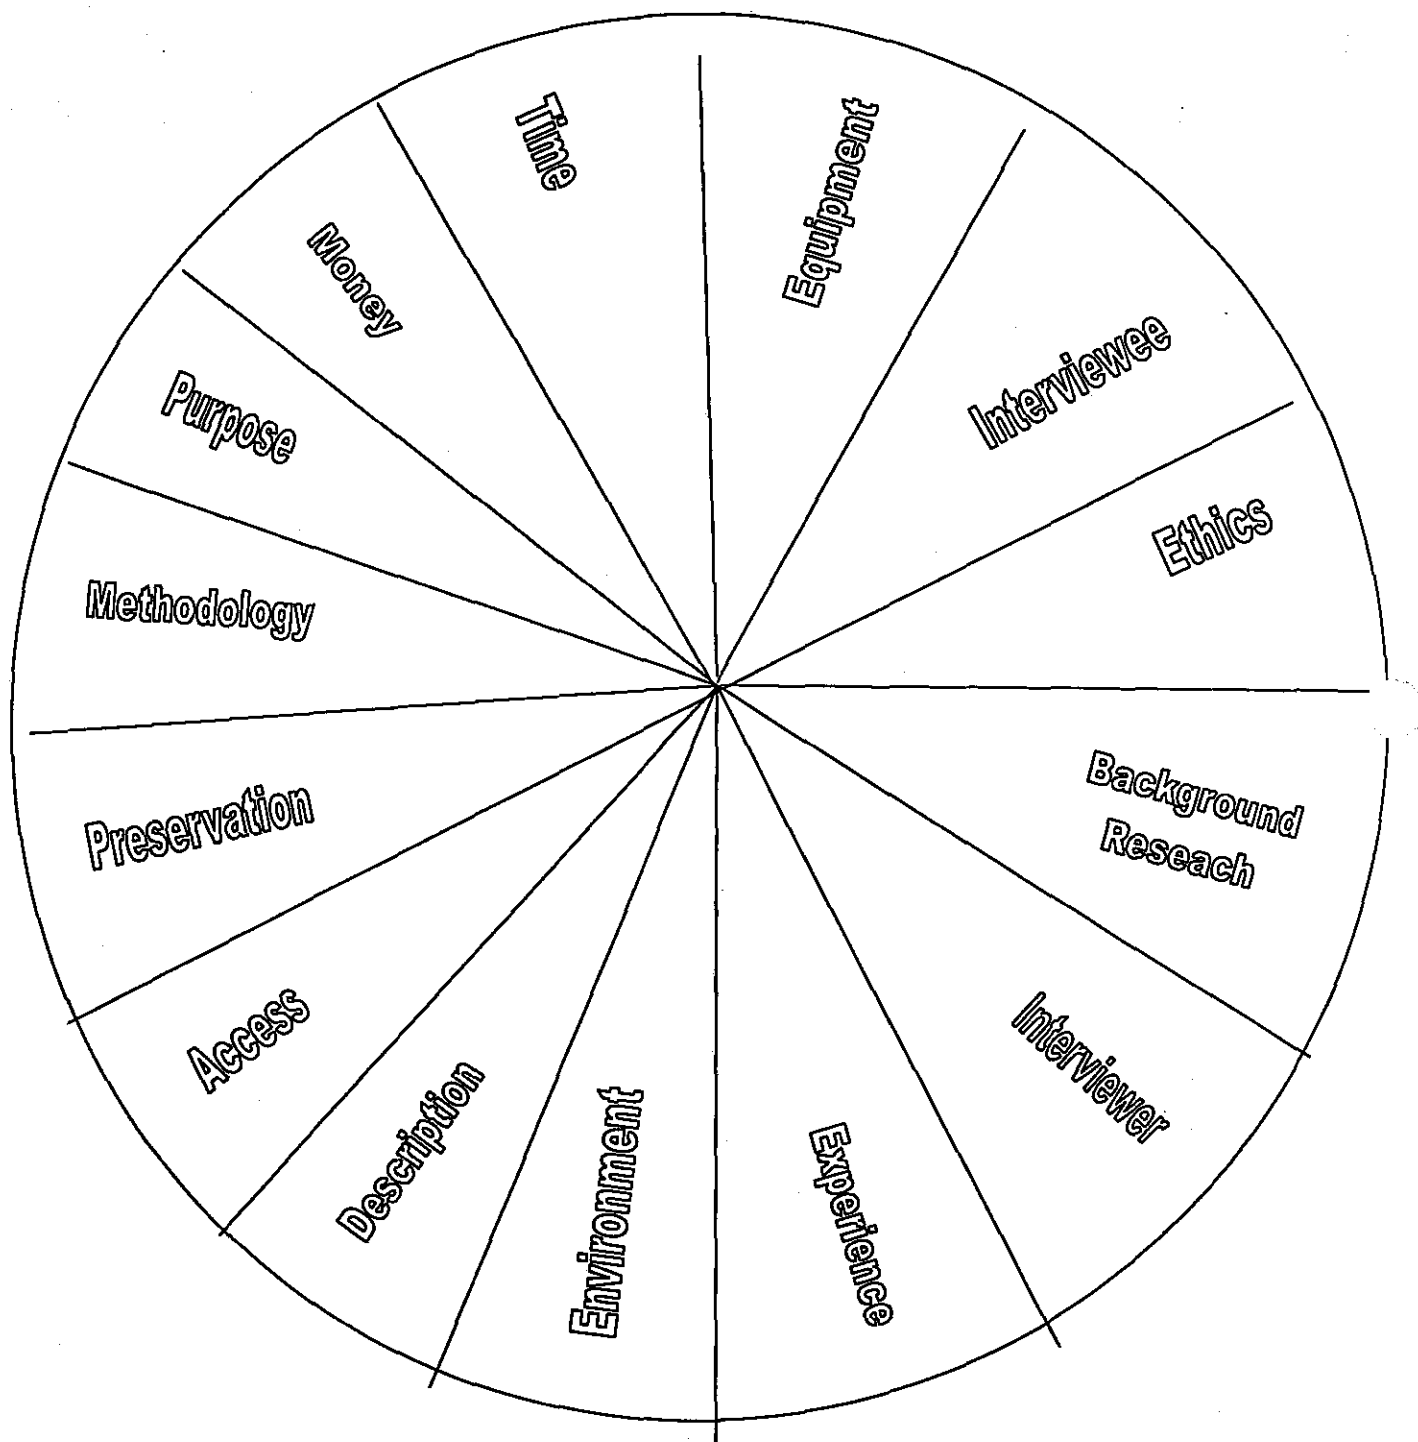 Time
Equipment
Interviewee
Ethics
Background
Reseach
Interviewer
Experience
Environment
Description
Access
Preservation
Methodology
Purpose
Money